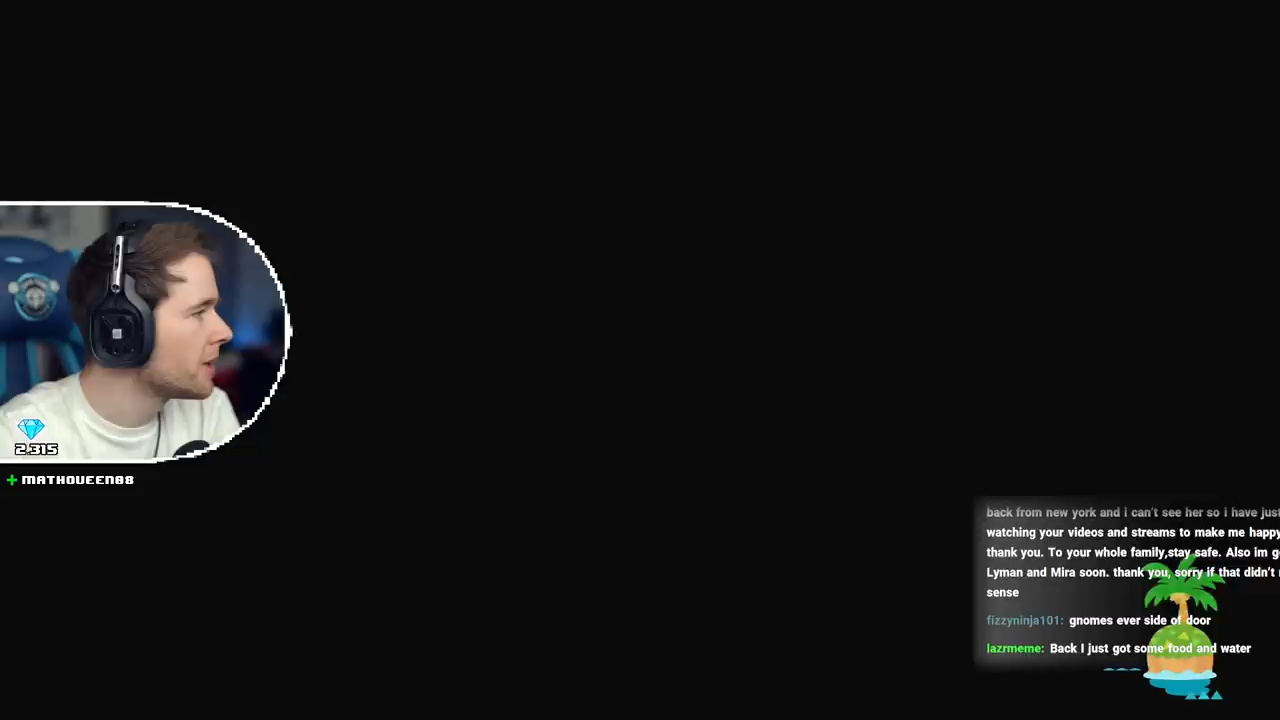 2,315
+ MATHQUEEN88
back from new york and i can't see her so i have just
watching your videos and streams to make me happy
thank you. To your whole family,stay safe. Also im g
Lyman and Mira soon. thank you, sorry if that didn't
sense
fizzyninja101: gnomes ever side of door
lazrmeme: Back I just got some food and water